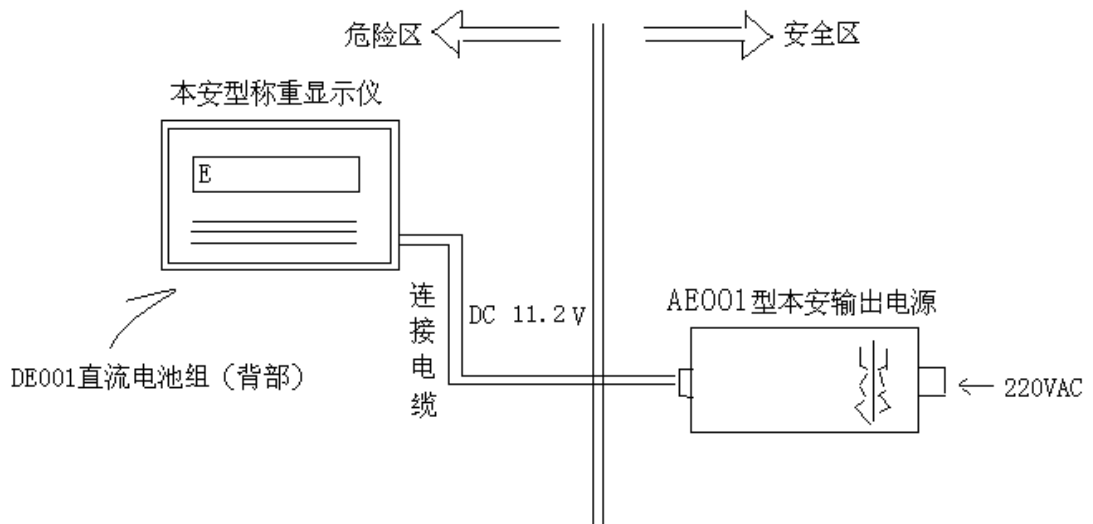 危险区
安全区
本安型称重显示仪
E
连接电缆
DC 11.2V
AE001型本安输出电源
DE001直流电池组（背部）
220VAC